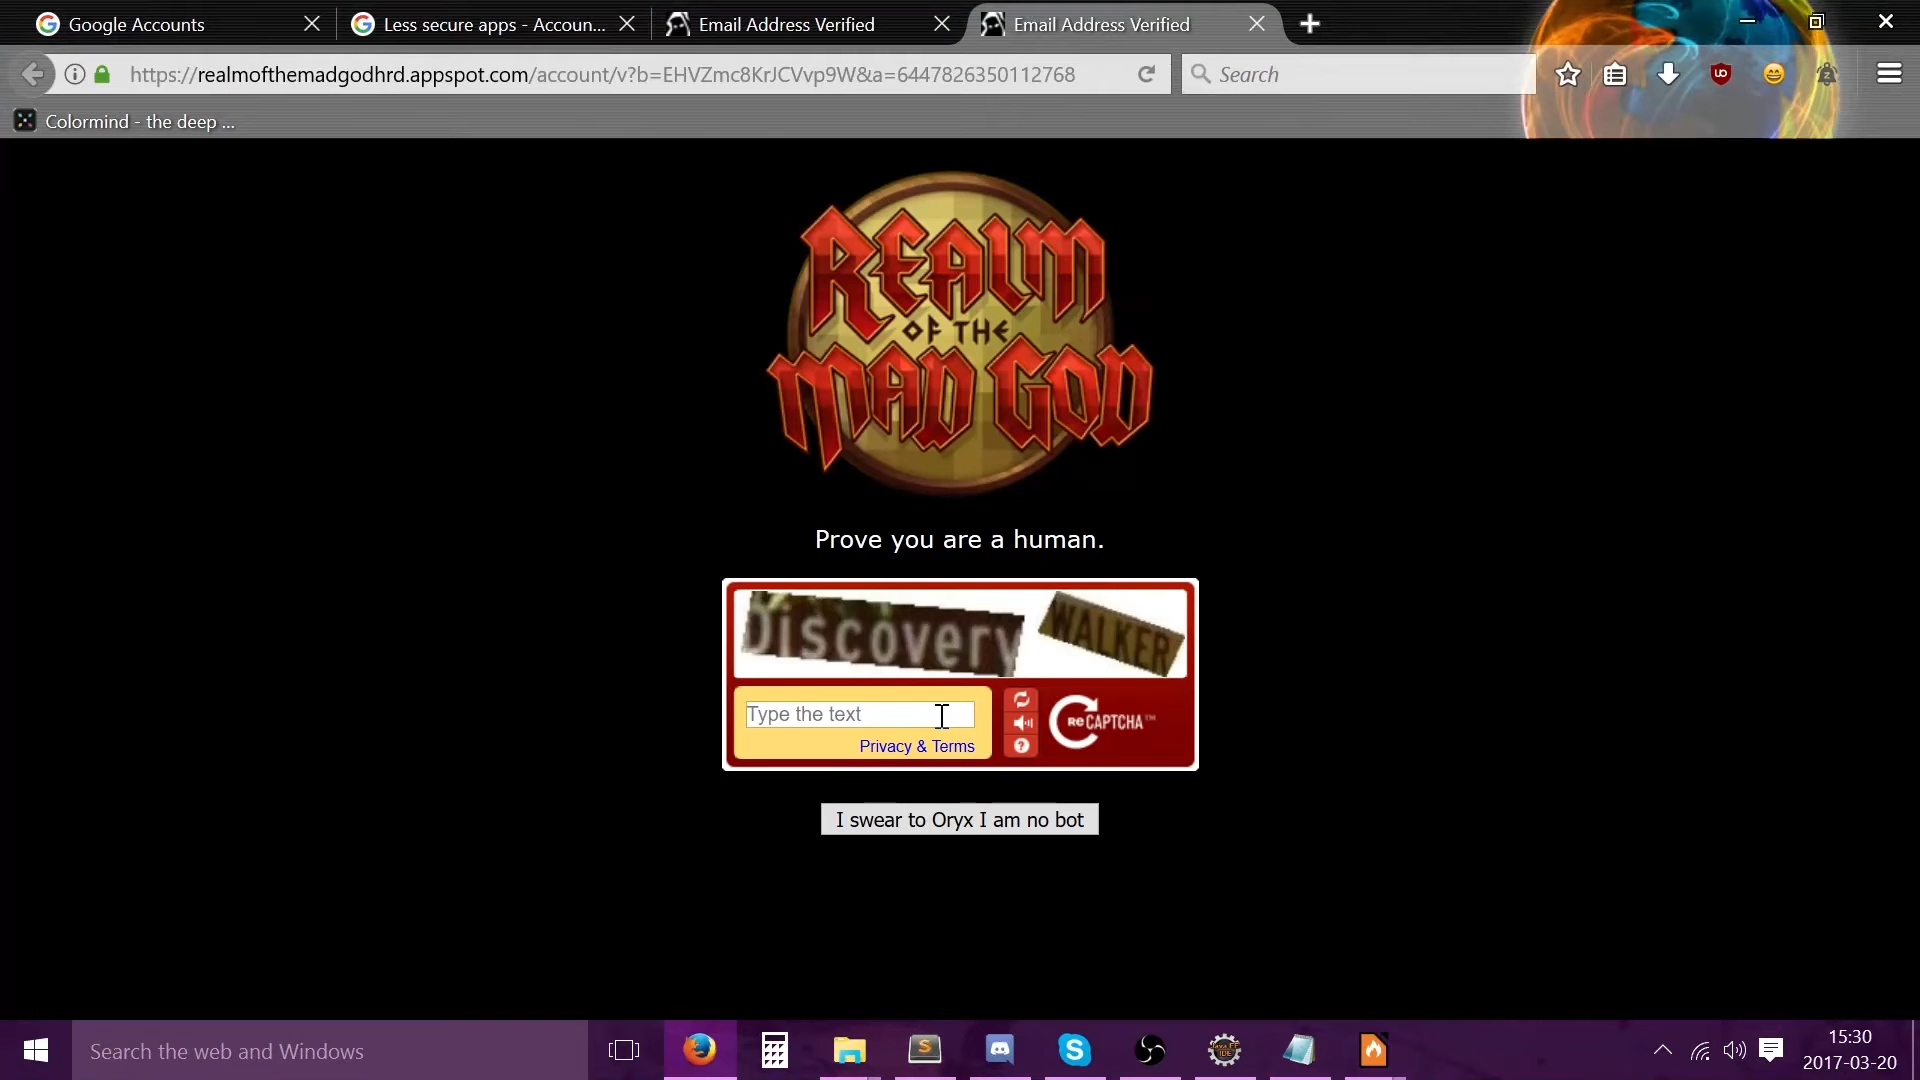 Google Accounts
Less secure apps - Accoun...
Email Address Verified
Email Address Verified
https://realmofthemadgodhrd.appspot.com/account/v?b=EHVZmc8KrJCVvp9W&a=6447826350112768
Search
Colormind - the deep ...
REALM
OF THE
MAD GOD
Prove you are a human.
Discovery WALKER
Type the text
Privacy & Terms
reCAPTCHA™
I swear to Oryx I am no bot
Search the web and Windows
15:30
2017-03-20